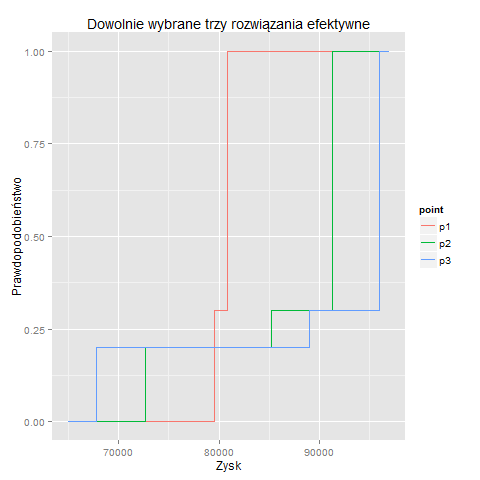 Dowolnie wybrane trzy rozwiązania efektywne
1.00
0.75
0.50
0.25
0.00
Prawdopodobieństwo
70000
80000
90000
Zysk
point
p1
p2
p3